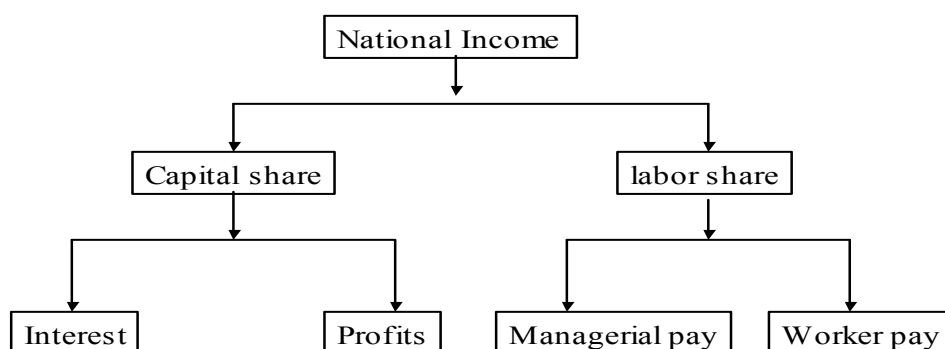 National Income
Capital share
labor share
Interest
Profits
Managerial pay
Worker pay